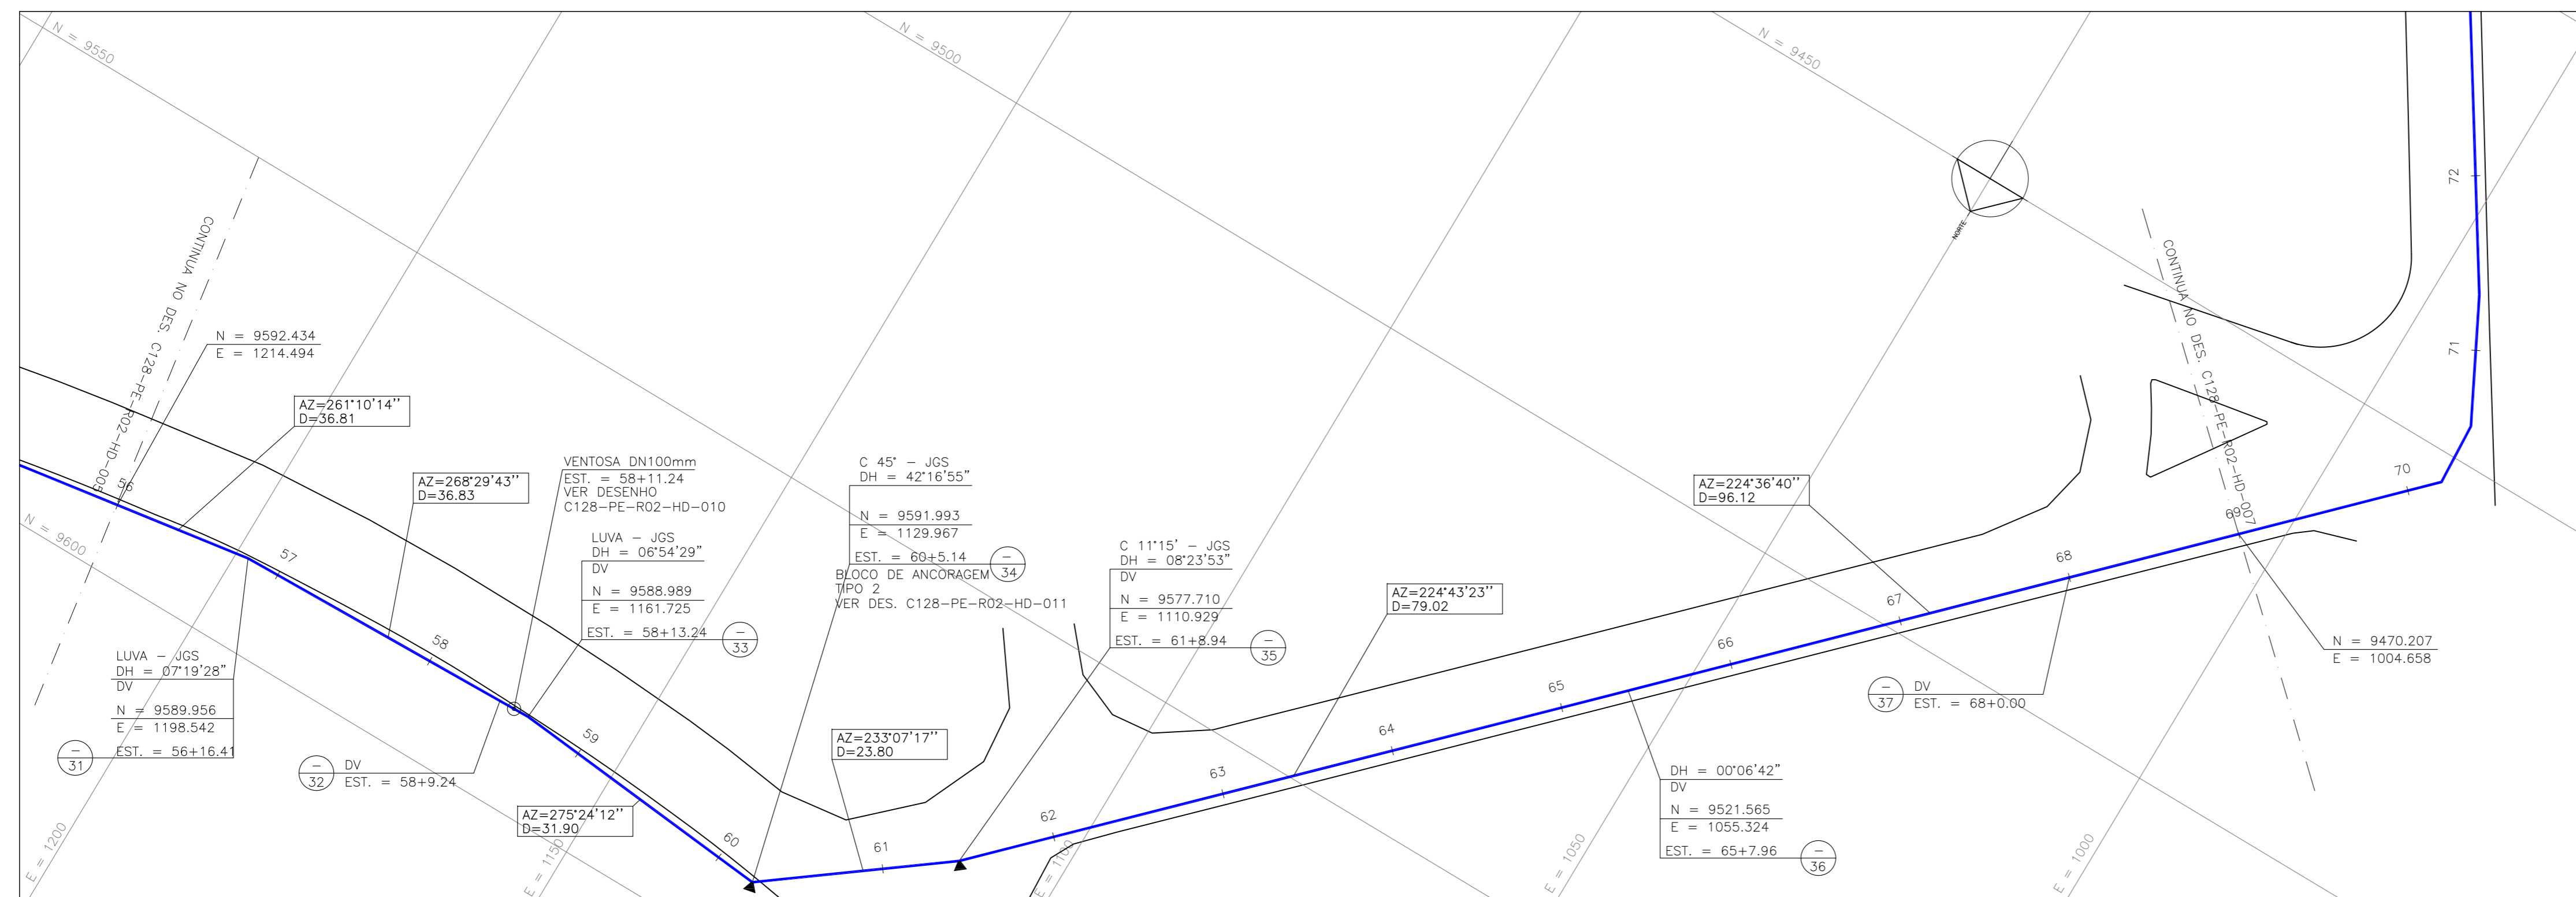 N = 9550
N = 9500
N = 9450
NORTE
72
71
70
CONTINUA NO DES. C128-PE-R02-HD-005
CONTINUA NO DES. C128-PE-R02-HD-007
N = 9592.434
E = 1214.494
AZ=261°10'14''
D=36.81
56
N = 9600
AZ=268°29'43''
D=36.83
VENTOSA DN100mm
EST. = 58+11.24
VER DESENHO
C128-PE-R02-HD-010
LUVA - JGS
DH = 06°54'29"
DV
N = 9588.989
E = 1161.725
EST. = 58+13.24
-
33
C 45° - JGS
DH = 42°16'55"
N = 9591.993
E = 1129.967
EST. = 60+5.14
-
34
BLOCO DE ANCORAGEM
TIPO 2
VER DES. C128-PE-R02-HD-011
C 11°15' - JGS
DH = 08°23'53"
DV
N = 9577.710
E = 1110.929
EST. = 61+8.94
-
35
AZ=224°43'23''
D=79.02
AZ=224°36'40''
D=96.12
57
58
59
60
61
62
63
64
65
66
67
68
69
LUVA - JGS
DH = 07°19'28"
DV
N = 9589.956
E = 1198.542
EST. = 56+16.41
-
31
-
32
DV
EST. = 58+9.24
AZ=275°24'12''
D=31.90
AZ=233°07'17''
D=23.80
DH = 00°06'42"
DV
N = 9521.565
E = 1055.324
EST. = 65+7.96
-
36
-
37
DV
EST. = 68+0.00
N = 9470.207
E = 1004.658
E = 1200
E = 1150
E = 1100
E = 1050
E = 1000